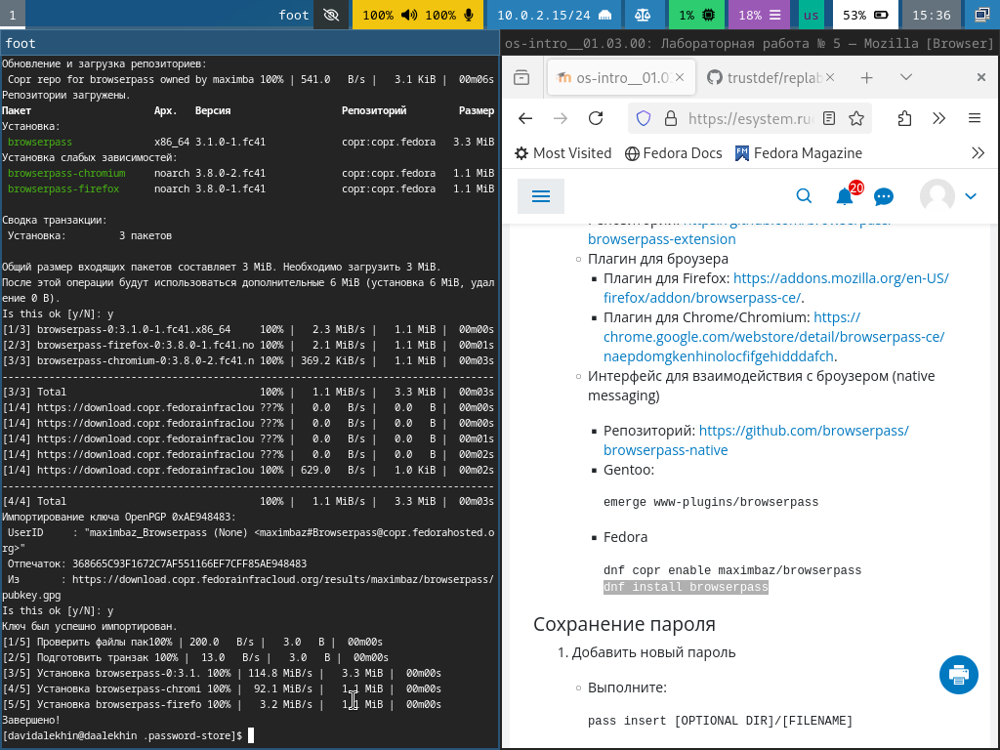 1
foot
100%
100%
10.0.2.15/24
1%
18%
us
53%
15:36
foot
Обновление и загрузка репозиториев:
Copr repo for browserpass owned by maximba 100% | 541.0   B/s |   3.1 KiB |  00m06s
Репозитории загружены.
Пакет                     Арх.   Версия                   Репозиторий         Размер
Установка:
browserpass              x86_64 3.1.0-1.fc41             copr:copr.fedora   3.3 MiB
Установка слабых зависимостей:
browserpass-chromium     noarch 3.8.0-2.fc41             copr:copr.fedora   1.1 MiB
browserpass-firefox      noarch 3.8.0-1.fc41             copr:copr.fedora   1.1 MiB
Сводка транзакции:
Установка:         3 пакетов
Общий размер входящих пакетов составляет 3 MiB. Необходимо загрузить 3 MiB.
После этой операции будут использоваться дополнительные 6 MiB (установка 6 MiB, удал
ение 0 B).
Is this ok [y/N]: y
[1/3] browserpass-0:3.1.0-1.fc41.x86_64     100% |   2.3 MiB/s |   1.1 MiB |  00m00s
[2/3] browserpass-firefox-0:3.8.0-1.fc41.no 100% |   2.1 MiB/s |   1.1 MiB |  00m01s
[3/3] browserpass-chromium-0:3.8.0-2.fc41.n 100% | 369.2 KiB/s |   1.1 MiB |  00m03s
------------------------------------------------------------------------------------
[3/3] Total                                 100% |   1.1 MiB/s |   3.3 MiB |  00m03s
[1/4] https://download.copr.fedorainfraclou ???% |   0.0   B/s |   0.0   B |  00m00s
[1/4] https://download.copr.fedorainfraclou ???% |   0.0   B/s |   0.0   B |  00m00s
[1/4] https://download.copr.fedorainfraclou ???% |   0.0   B/s |   0.0   B |  00m01s
[1/4] https://download.copr.fedorainfraclou ???% |   0.0   B/s |   0.0   B |  00m02s
[1/4] https://download.copr.fedorainfraclou 100% | 629.0   B/s |   1.0 KiB |  00m02s
------------------------------------------------------------------------------------
[4/4] Total                                 100% |   1.1 MiB/s |   3.3 MiB |  00m03s
Импортирование ключа OpenPGP 0xAE948483:
UserID     : "maximbaz_Browserpass (None) <maximbaz#Browserpass@copr.fedorahosted.o
rg>"
Отпечаток: 368665C93F1672C7AF551166EF7CFF85AE948483
Из       : https://download.copr.fedorainfracloud.org/results/maximbaz/browserpass/
pubkey.gpg
Is this ok [y/N]: y
Ключ был успешно импортирован.
[1/5] Проверить файлы пак100% | 200.0   B/s |   3.0   B |  00m00s
[2/5] Подготовить транзак 100% |  13.0   B/s |   3.0   B |  00m00s
[3/5] Установка browserpass-0:3.1. 100% | 114.8 MiB/s |   3.3 MiB |  00m00s
[4/5] Установка browserpass-chromi 100% |  92.1 MiB/s |   1.1 MiB |  00m00s
[5/5] Установка browserpass-firefo 100% |   3.2 MiB/s |   1.1 MiB |  00m00s
Завершено!
[davidalekhin@daalekhin .password-store]$
os-intro__01.03.00: Лабораторная работа № 5 — Mozilla [Browser]
os-intro__01.0
trustdef/replab
https://esystem.ru
Most Visited
Fedora Docs
Fedora Magazine
20
browserpass-extension
◦ Плагин для броузера
▪ Плагин для Firefox: https://addons.mozilla.org/en-US/
firefox/addon/browserpass-ce/.
▪ Плагин для Chrome/Chromium: https://
chrome.google.com/webstore/detail/browserpass-ce/
naepdomgkenhinolocfifgehidddafch.
◦ Интерфейс для взаимодействия с броузером (native
messaging)
▪ Репозиторий: https://github.com/browserpass/
browserpass-native
▪ Gentoo:
emerge www-plugins/browserpass
▪ Fedora
dnf copr enable maximbaz/browserpass
dnf install browserpass
Сохранение пароля
1. Добавить новый пароль
◦ Выполните:
pass insert [OPTIONAL DIR]/[FILENAME]